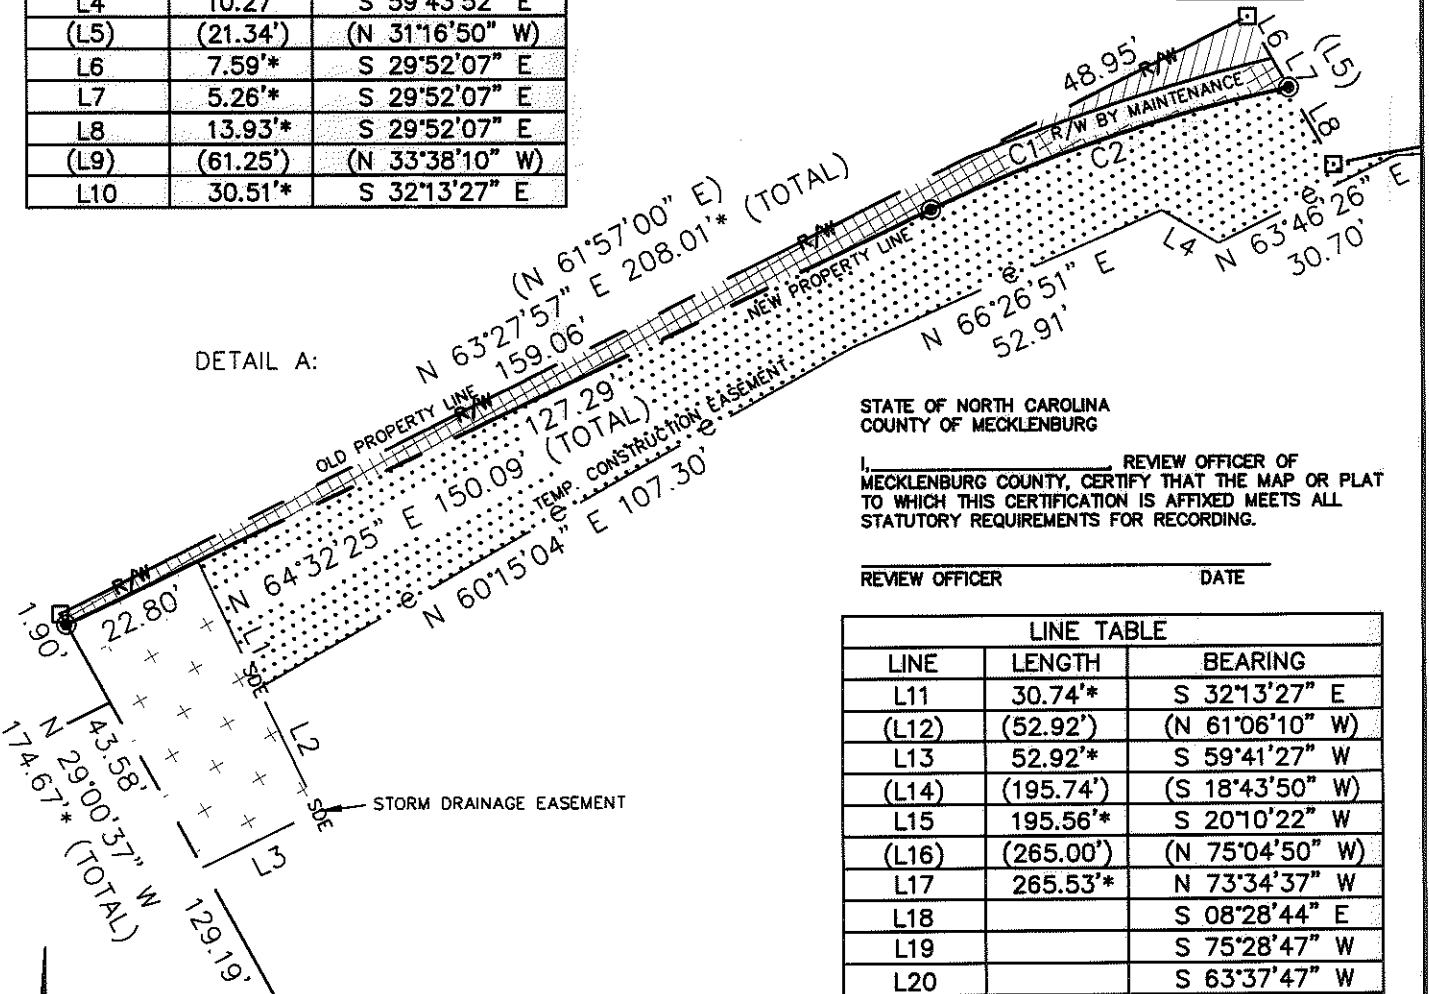 L4 10.27' S 59°43'52" E
(L5) (21.34') (N 31°16'50" W)
L6 7.59'* S 29°52'07" E
L7 5.26'* S 29°52'07" E
L8 13.93'* S 29°52'07" E
(L9) (61.25') (N 33°38'10" W)
L10 30.51'* S 32°13'27" E
48.95'
R/W
L6
L7
(L5)
L8
R/W BY MAINTENANCE
C1
C2
(N 61°57'00" E)
N 63°27'57" E 208.01'* (TOTAL)
159.06'
R/W
NEW PROPERTY LINE
L4
e
N 63°46'26" E
30.70'
e
N 66°26'51" E
52.91'
DETAIL A:
OLD PROPERTY LINE
R/W
127.29'
N 64°32'25" E 150.09' (TOTAL)
TEMP. CONSTRUCTION EASEMENT
e
e
e
N 60°15'04" E 107.30'
R/W
22.80'
1.90'
L1
SDE
L2
SDE
STORM DRAINAGE EASEMENT
L3
43.58'
N 29°00'37" W
174.67'* (TOTAL)
129.19'
STATE OF NORTH CAROLINA
COUNTY OF MECKLENBURG
I,____________________, REVIEW OFFICER OF
MECKLENBURG COUNTY, CERTIFY THAT THE MAP OR PLAT
TO WHICH THIS CERTIFICATION IS AFFIXED MEETS ALL
STATUTORY REQUIREMENTS FOR RECORDING.
REVIEW OFFICER DATE
LINE TABLE
LINE LENGTH BEARING
L11 30.74'* S 32°13'27" E
(L12) (52.92') (N 61°06'10" W)
L13 52.92'* S 59°41'27" W
(L14) (195.74') (S 18°43'50" W)
L15 195.56'* S 20°10'22" W
(L16) (265.00') (N 75°04'50" W)
L17 265.53'* N 73°34'37" W
L18 S 08°28'44" E
L19 S 75°28'47" W
L20 S 63°37'47" W